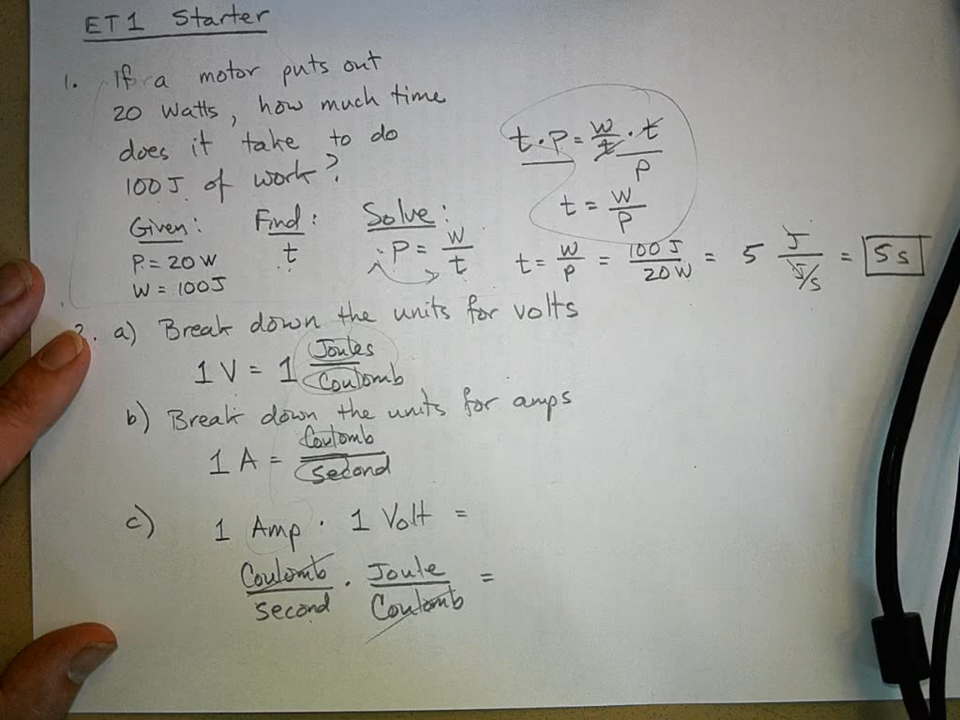 ET1 Starter
1. If a motor puts out
20 Watts, how much time
does it take to do
100 J of work?
Given: Find: Solve:
P = 20 W t P = W/t
W = 100J
t · P = W/t · t/P
t = W/P
t = W/P = 100 J/20 W = 5 J/J/s = 5 s
2. a) Break down the units for volts
1 V = 1 Joules/Coulomb
b) Break down the units for amps
1 A = Coulomb/second
c) 1 Amp · 1 Volt =
Coulomb/second · Joule/Coulomb =